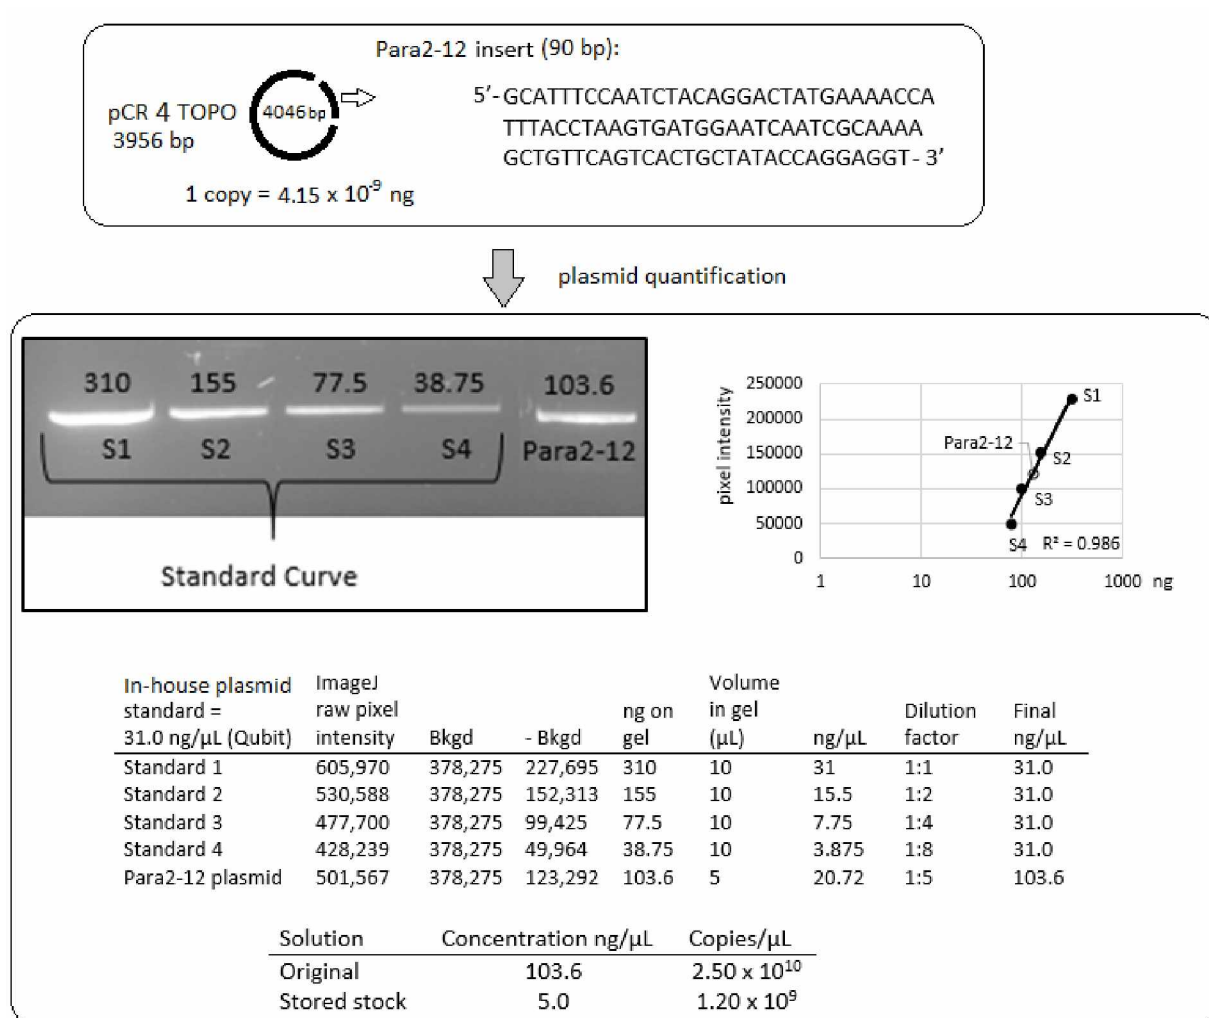 Para2-12 insert (90 bp):
pCR 4 TOPO
3956 bp
4046 bp
5’- GCATTTCCAATCTACAGGACTATGAAAACCA
TTTACCTAAGTGATGGAATCAATCGCAAAA
GCTGTTCAGTCACTGCTATACCAGGAGGT- 3’
1 copy = 4.15 x 10⁻⁹ ng
plasmid quantification
310 155 77.5 38.75 103.6
S1 S2 S3 S4 Para2-12
Standard Curve
pixel intensity
250000
200000
150000
100000
50000
0
S1
Para2-12
S2
S3
S4 R² = 0.986
1 10 100 1000 ng
In-house plasmid standard = 31.0 ng/µL (Qubit) ImageJ raw pixel intensity Bkgd - Bkgd ng on gel Volume in gel (µL) ng/µL Dilution factor Final ng/µL
Standard 1 605,970 378,275 227,695 310 10 31 1:1 31.0
Standard 2 530,588 378,275 152,313 155 10 15.5 1:2 31.0
Standard 3 477,700 378,275 99,425 77.5 10 7.75 1:4 31.0
Standard 4 428,239 378,275 49,964 38.75 10 3.875 1:8 31.0
Para2-12 plasmid 501,567 378,275 123,292 103.6 5 20.72 1:5 103.6
Solution Concentration ng/µL Copies/µL
Original 103.6 2.50 x 10¹⁰
Stored stock 5.0 1.20 x 10⁹